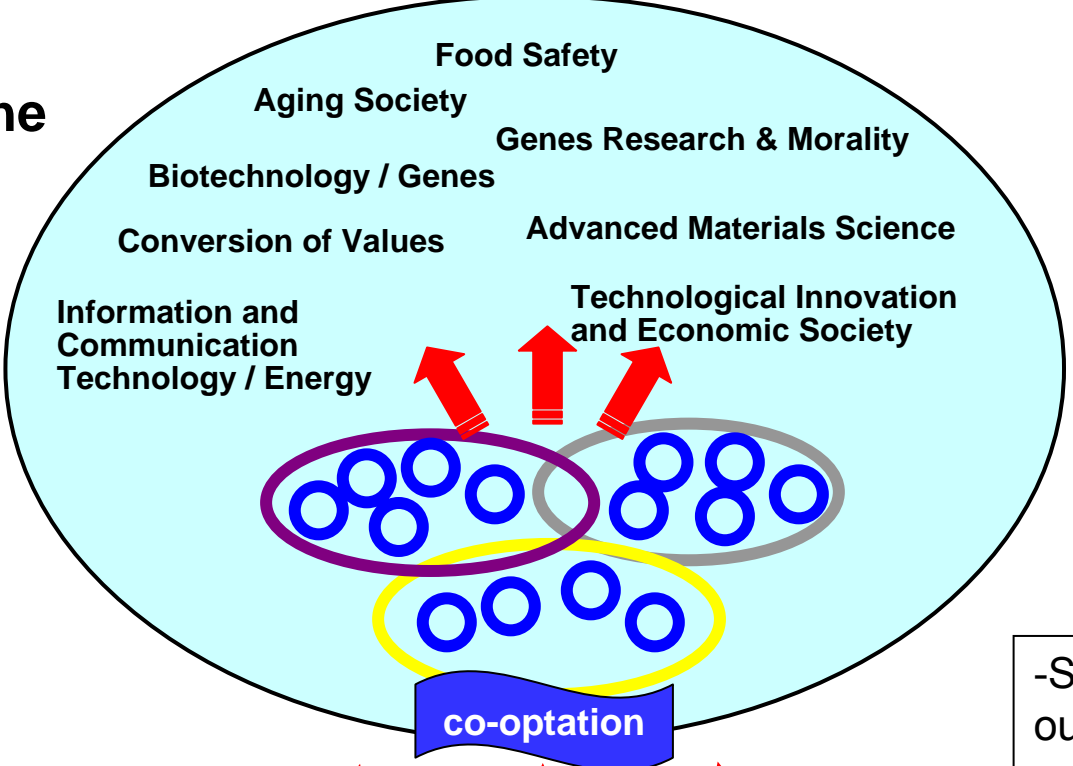 Food Safety
Aging Society
Genes Research & Morality
Biotechnology / Genes
Conversion of Values
Advanced Materials Science
Information and
Communication
Technology / Energy
Technological Innovation
and Economic Society
co-optation